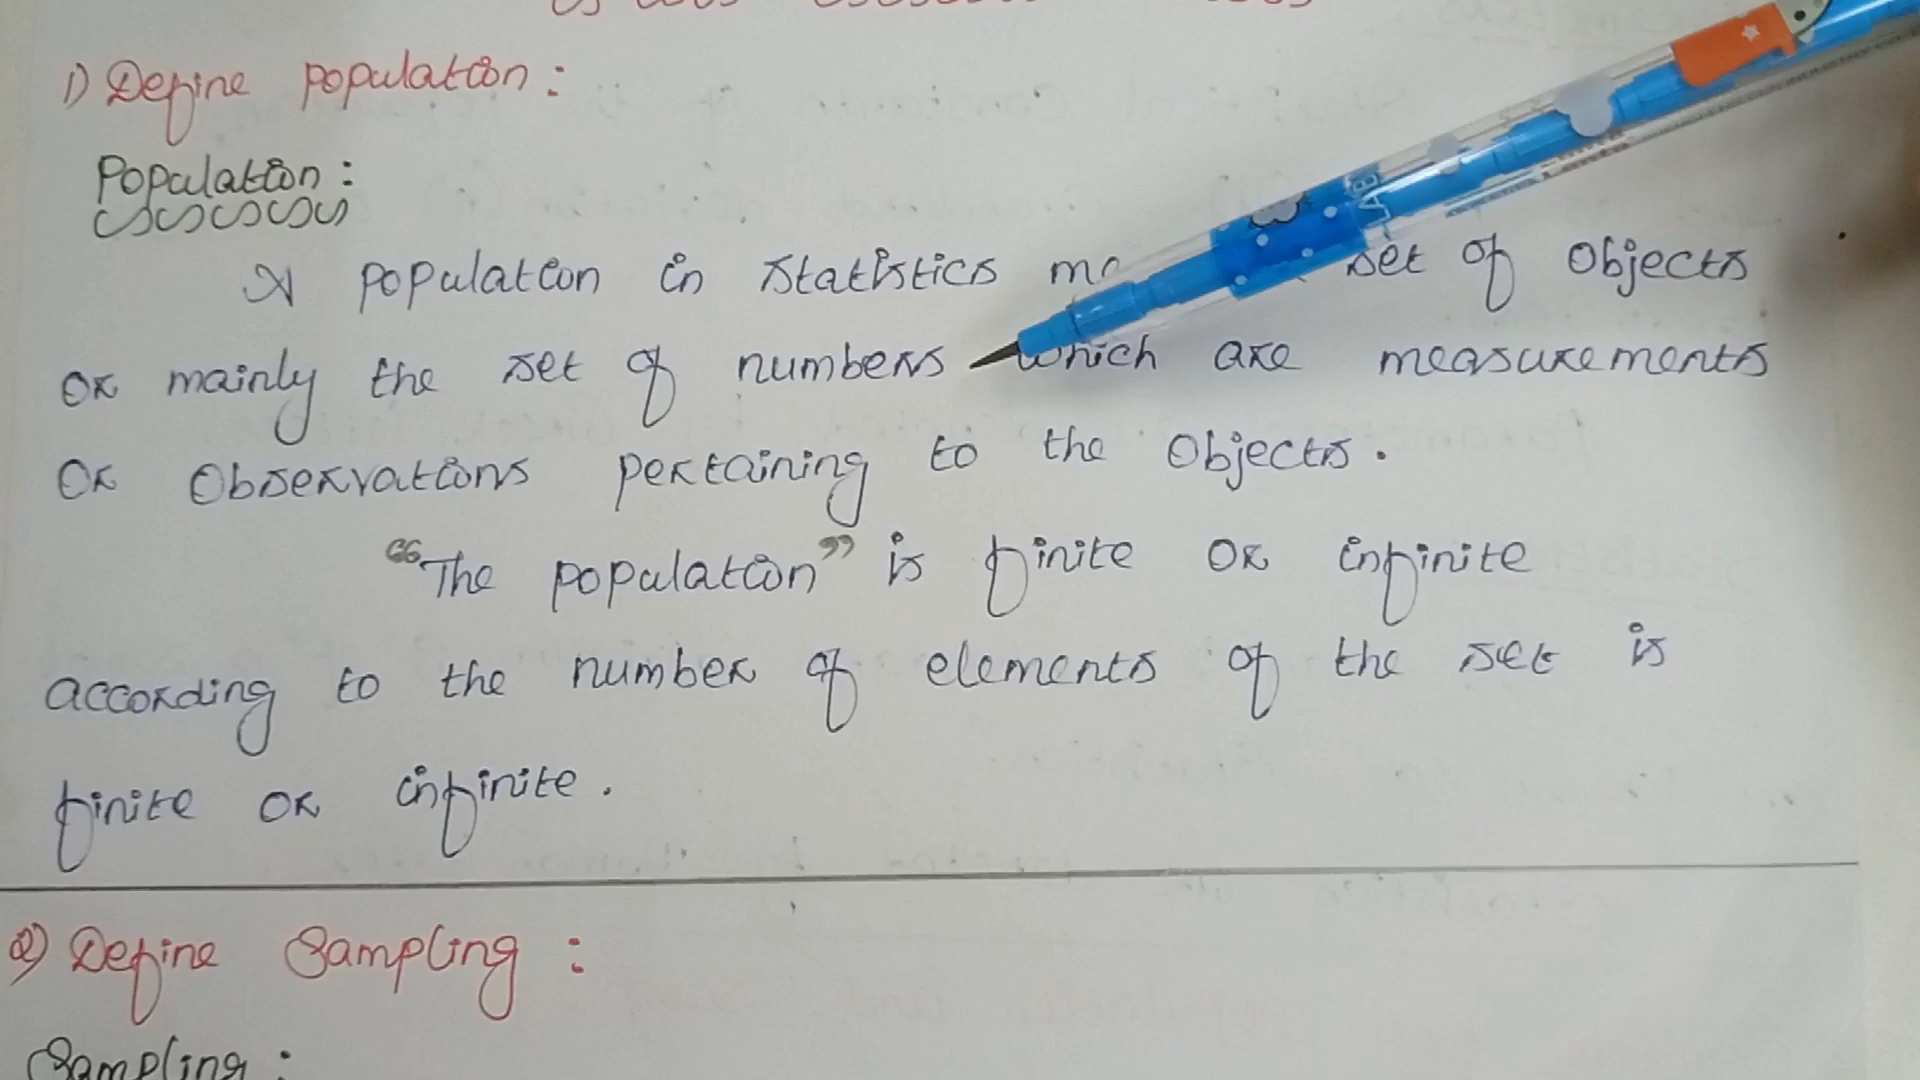 1) Define population :
Population :
A population in statistics set of objects
or mainly the set of numbers which are measurements
or observations pertaining to the objects.
"The population" is finite or infinite
according to the number of elements of the set is
finite or infinite.
2) Define Sampling :
Sampling :